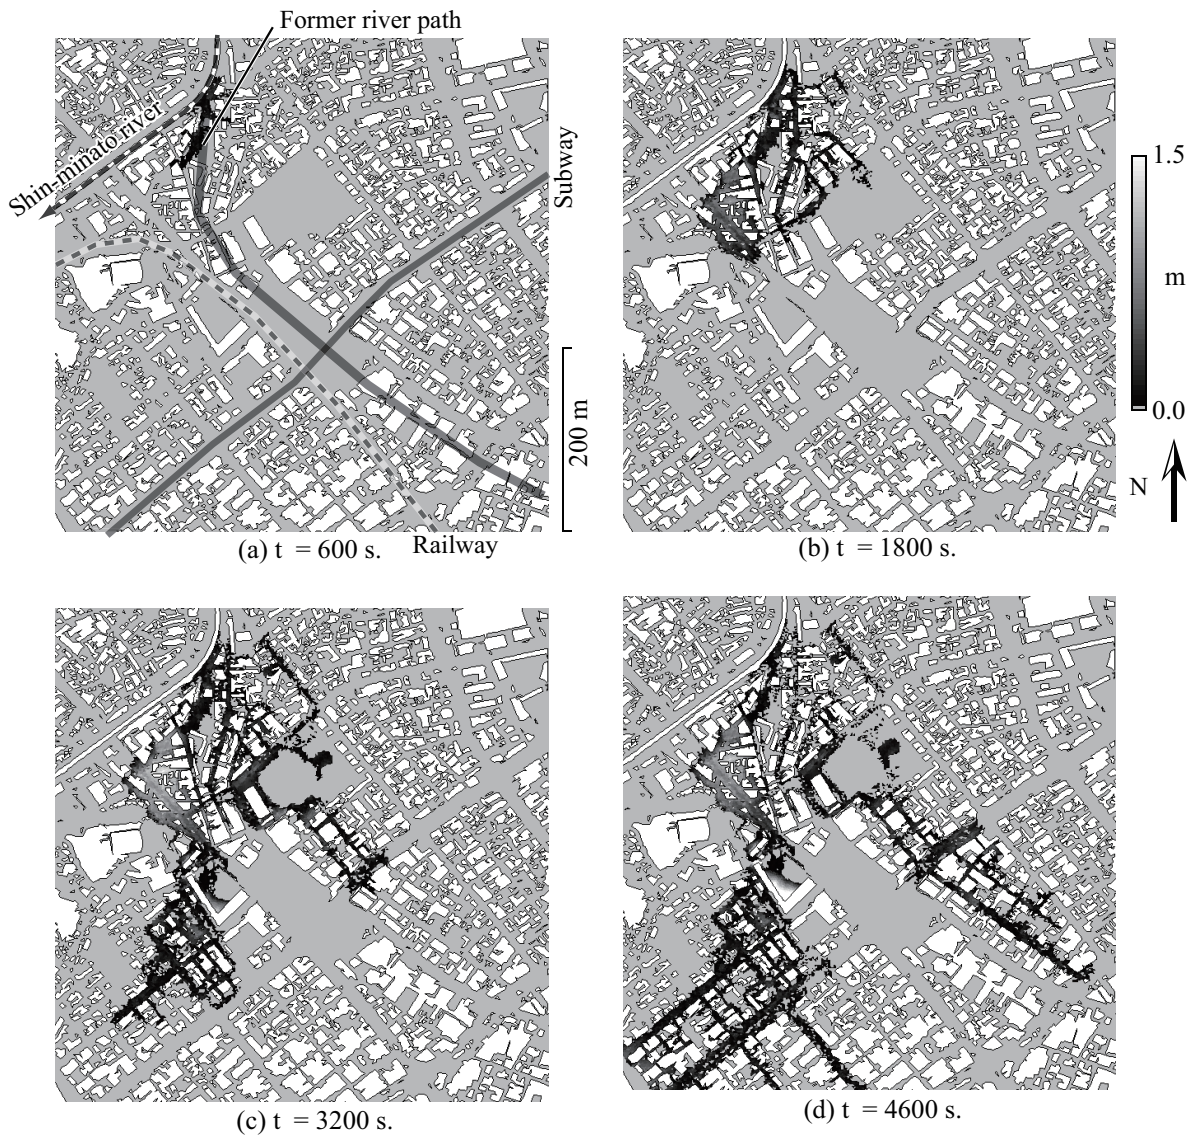 Former river path
Shin-minato river
Subway
200 m
Railway
(a) t = 600 s.
(b) t = 1800 s.
1.5
m
0.0
N
(c) t = 3200 s.
(d) t = 4600 s.